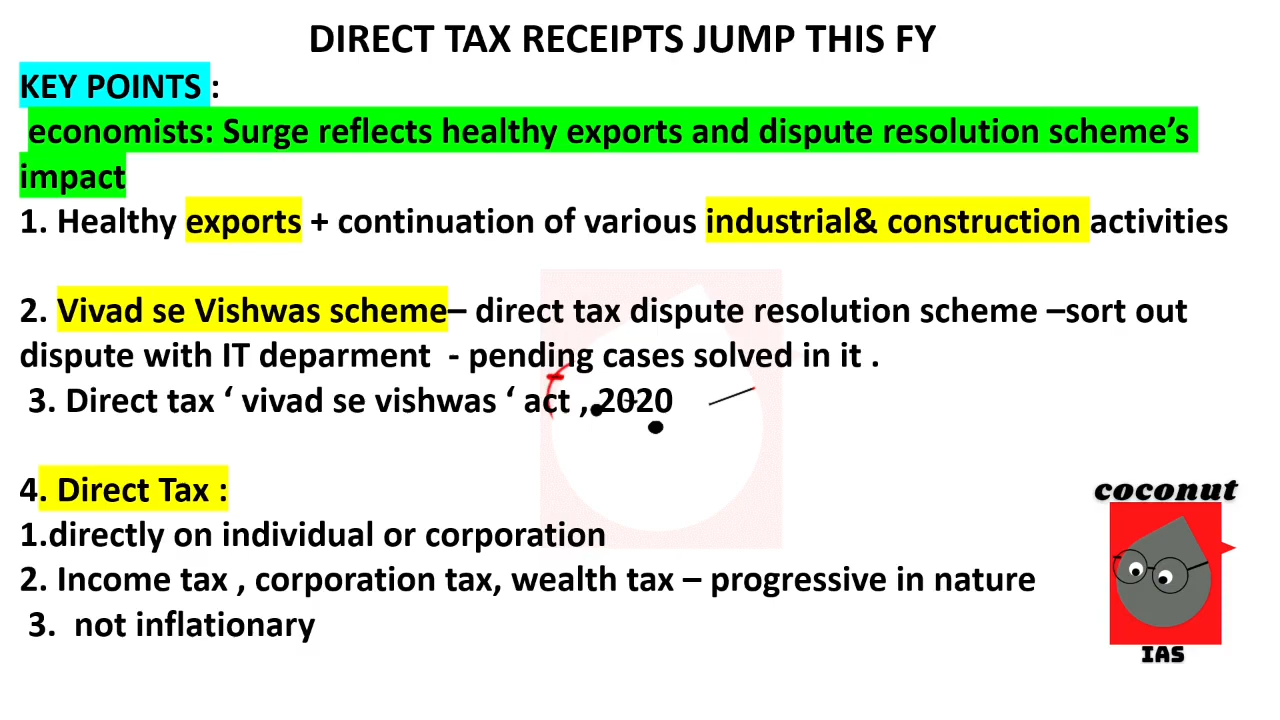 DIRECT TAX RECEIPTS JUMP THIS FY
KEY POINTS :
economists: Surge reflects healthy exports and dispute resolution scheme’s
impact
1. Healthy exports + continuation of various industrial& construction activities
2. Vivad se Vishwas scheme– direct tax dispute resolution scheme –sort out
dispute with IT deparment - pending cases solved in it .
3. Direct tax ‘ vivad se vishwas ‘ act , 2020
4. Direct Tax :
1.directly on individual or corporation
2. Income tax , corporation tax, wealth tax – progressive in nature
3. not inflationary
coconut
IAS